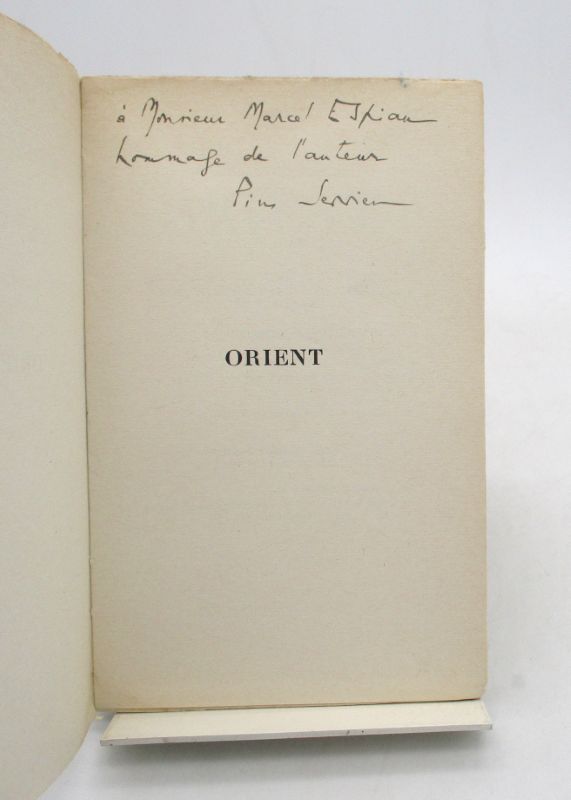 à Monsieur Marcel Espiau
hommage de l'auteur
Pius Servien
ORIENT